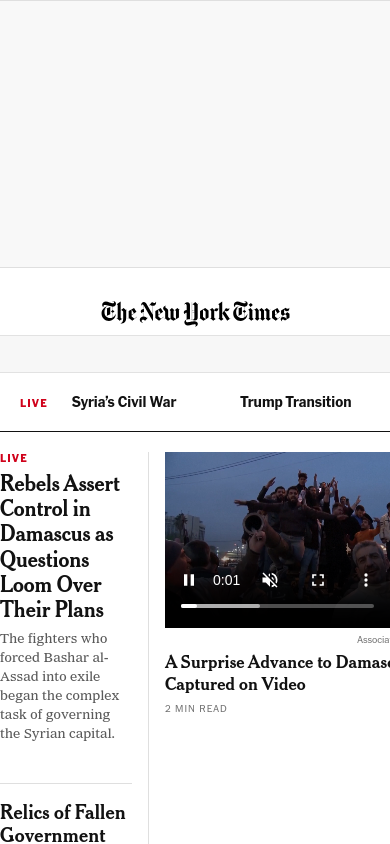 The New York Times
LIVE
Syria’s Civil War
Trump Transition
LIVE
Rebels Assert
Control in
Damascus as
Questions
Loom Over
Their Plans
The fighters who
forced Bashar al-
Assad into exile
began the complex
task of governing
the Syrian capital.
Relics of Fallen
Government
0:01
Associa
A Surprise Advance to Damasc
Captured on Video
2 MIN READ